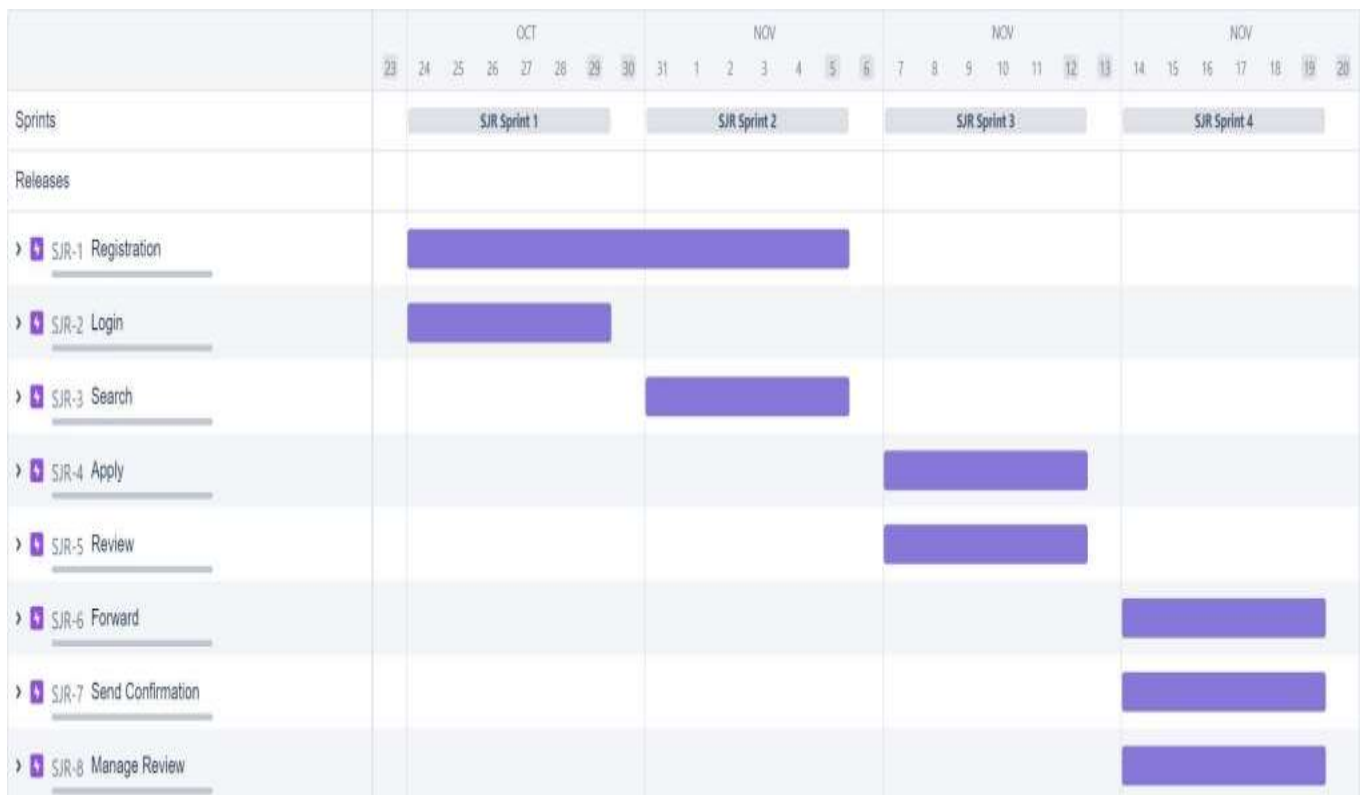 OCT NOV NOV NOV
23 24 25 26 27 28 29 30 31 1 2 3 4 5 6 7 8 9 10 11 12 13 14 15 16 17 18 19 20
Sprints SJR Sprint 1 SJR Sprint 2 SJR Sprint 3 SJR Sprint 4
Releases
SJR-1 Registration
SJR-2 Login
SJR-3 Search
SJR-4 Apply
SJR-5 Review
SJR-6 Forward
SJR-7 Send Confirmation
SJR-8 Manage Review